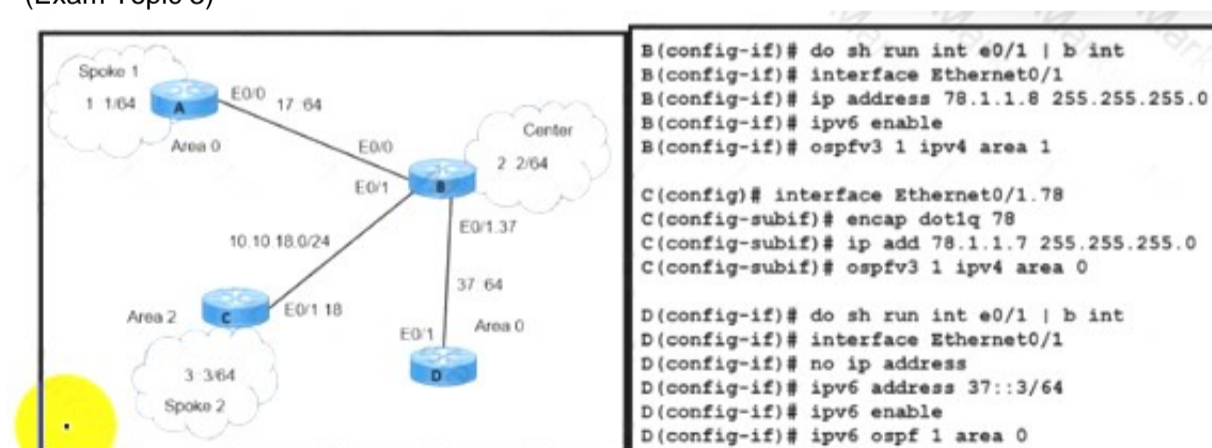 (Exam Topic 3)
Spoke 1
1 1/64
A
Area 0
E0/0
17 64
E0/0
E0/1
B
Center
2 2/64
10.10 18.0/24
E0/1.37
37 64
Area 2
C
E0/1 18
E0/1
Area 0
D
3 3/64
Spoke 2
B(config-if)# do sh run int e0/1 | b int
B(config-if)# interface Ethernet0/1
B(config-if)# ip address 78.1.1.8 255.255.255.0
B(config-if)# ipv6 enable
B(config-if)# ospfv3 1 ipv4 area 1
C(config)# interface Ethernet0/1.78
C(config-subif)# encap dot1q 78
C(config-subif)# ip add 78.1.1.7 255.255.255.0
C(config-subif)# ospfv3 1 ipv4 area 0
D(config-if)# do sh run int e0/1 | b int
D(config-if)# interface Ethernet0/1
D(config-if)# no ip address
D(config-if)# ipv6 address 37::3/64
D(config-if)# ipv6 enable
D(config-if)# ipv6 ospf 1 area 0